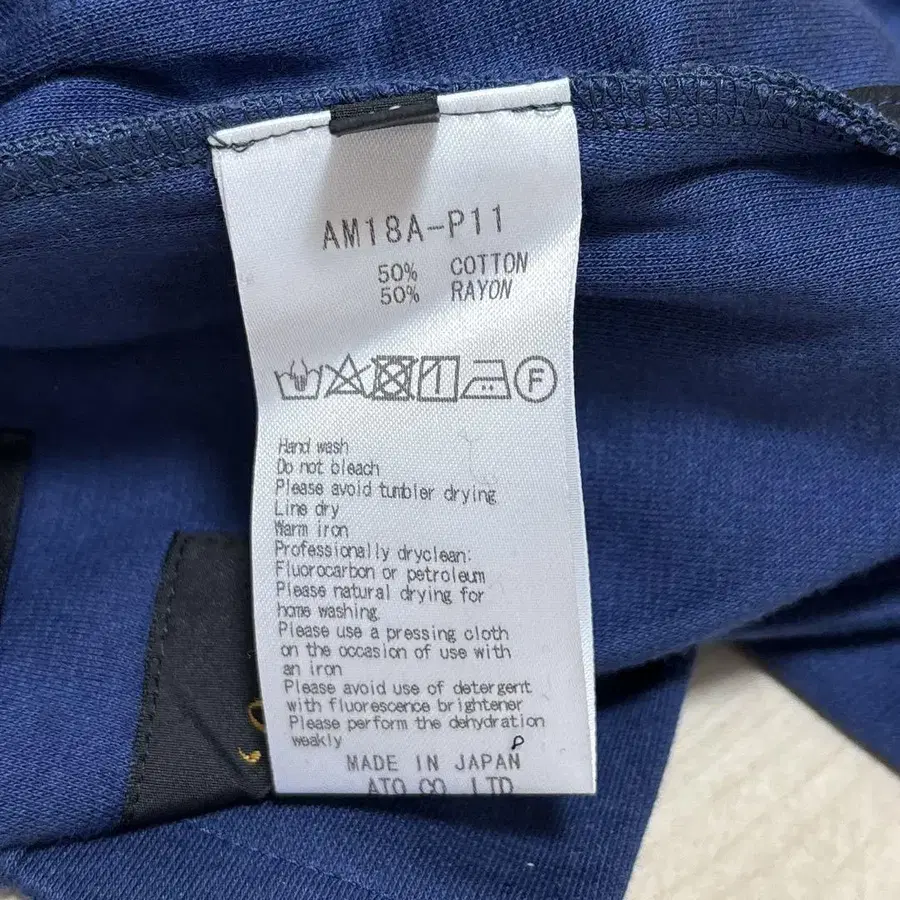 AM18A-P11
50% COTTON
50% RAYON
F
Hand wash
Do not bleach
Please avoid tumbler drying
Line dry
Warm iron
Professionally dryclean:
Fluorocarbon or petroleum
Please natural drying for
home washing
Please use a pressing cloth
on the occasion of use with
an iron
Please avoid use of detergent
with fluorescence brightener
Please perform the dehydration
weakly
P
MADE IN JAPAN
ATO CO LTD